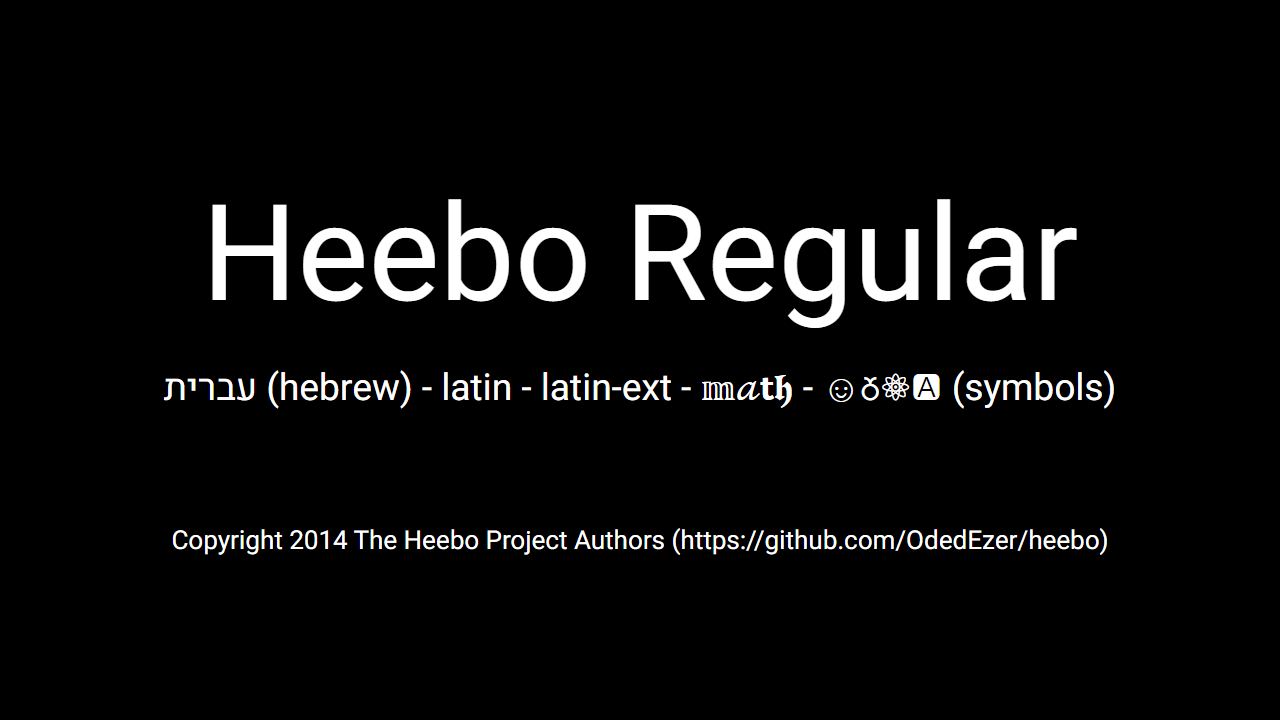 Heebo Regular
עברית (hebrew) - latin - latin-ext - 𝕞𝑎𝐭𝖍 - ☺♉⚛🅰 (symbols)
Copyright 2014 The Heebo Project Authors (https://github.com/OdedEzer/heebo)